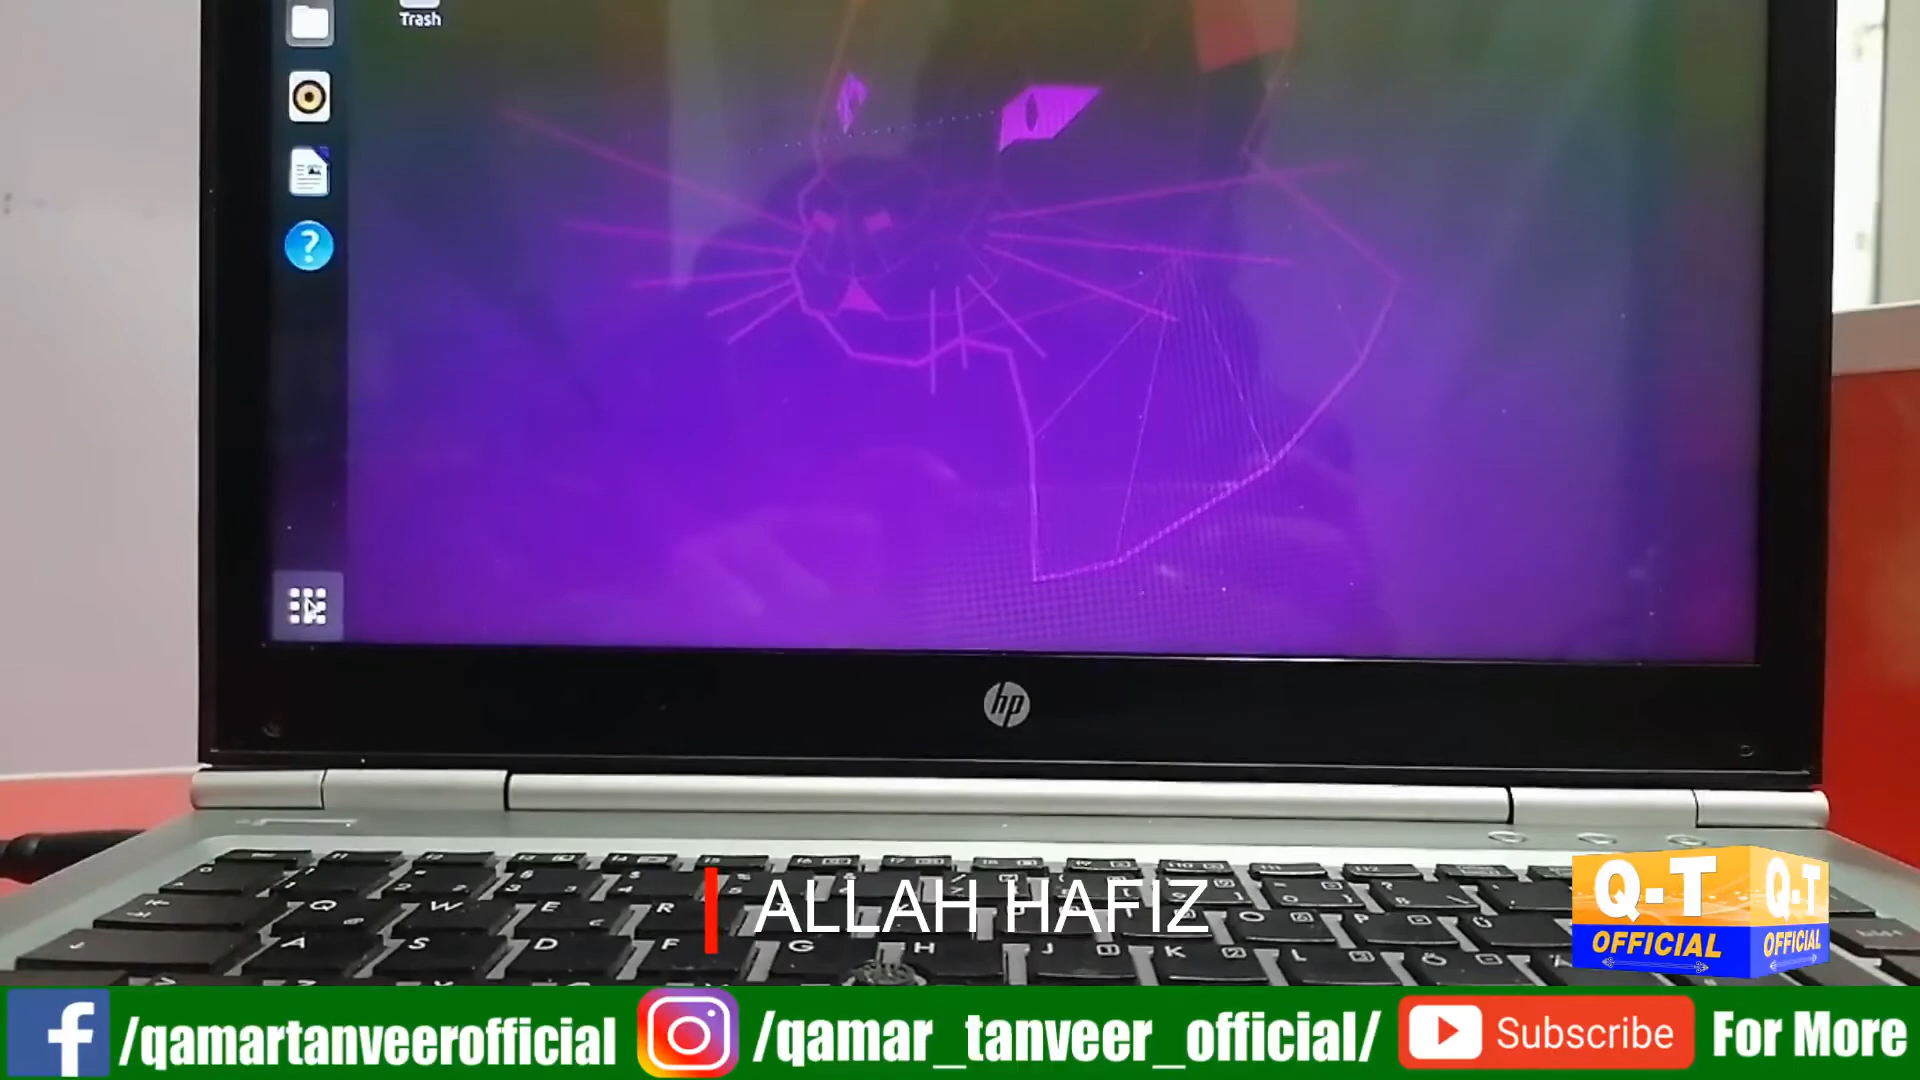 Trash
?
hp
Q W E R
O P Ü
A S D F G H J K L Ö
ALLAH HAFIZ
Q-T Q-T
OFFICIAL OFFICIAL
/qamartanveerofficial /qamar_tanveer_official/ Subscribe For More